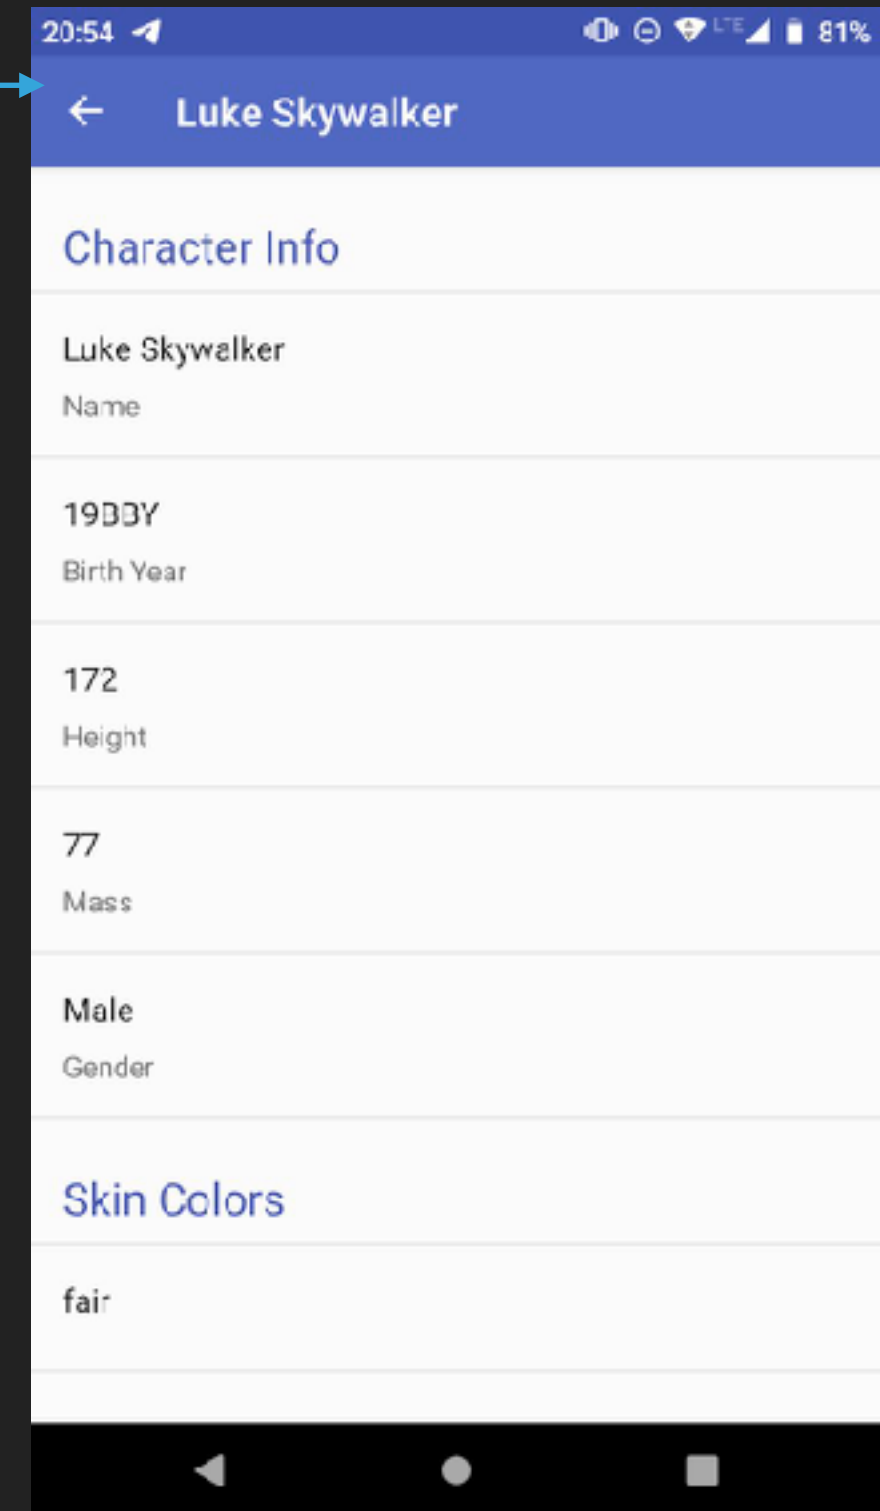 20:54
LTE 81%
Luke Skywalker
Character Info
Luke Skywalker
Name
19BBY
Birth Year
172
Height
77
Mass
Male
Gender
Skin Colors
fair